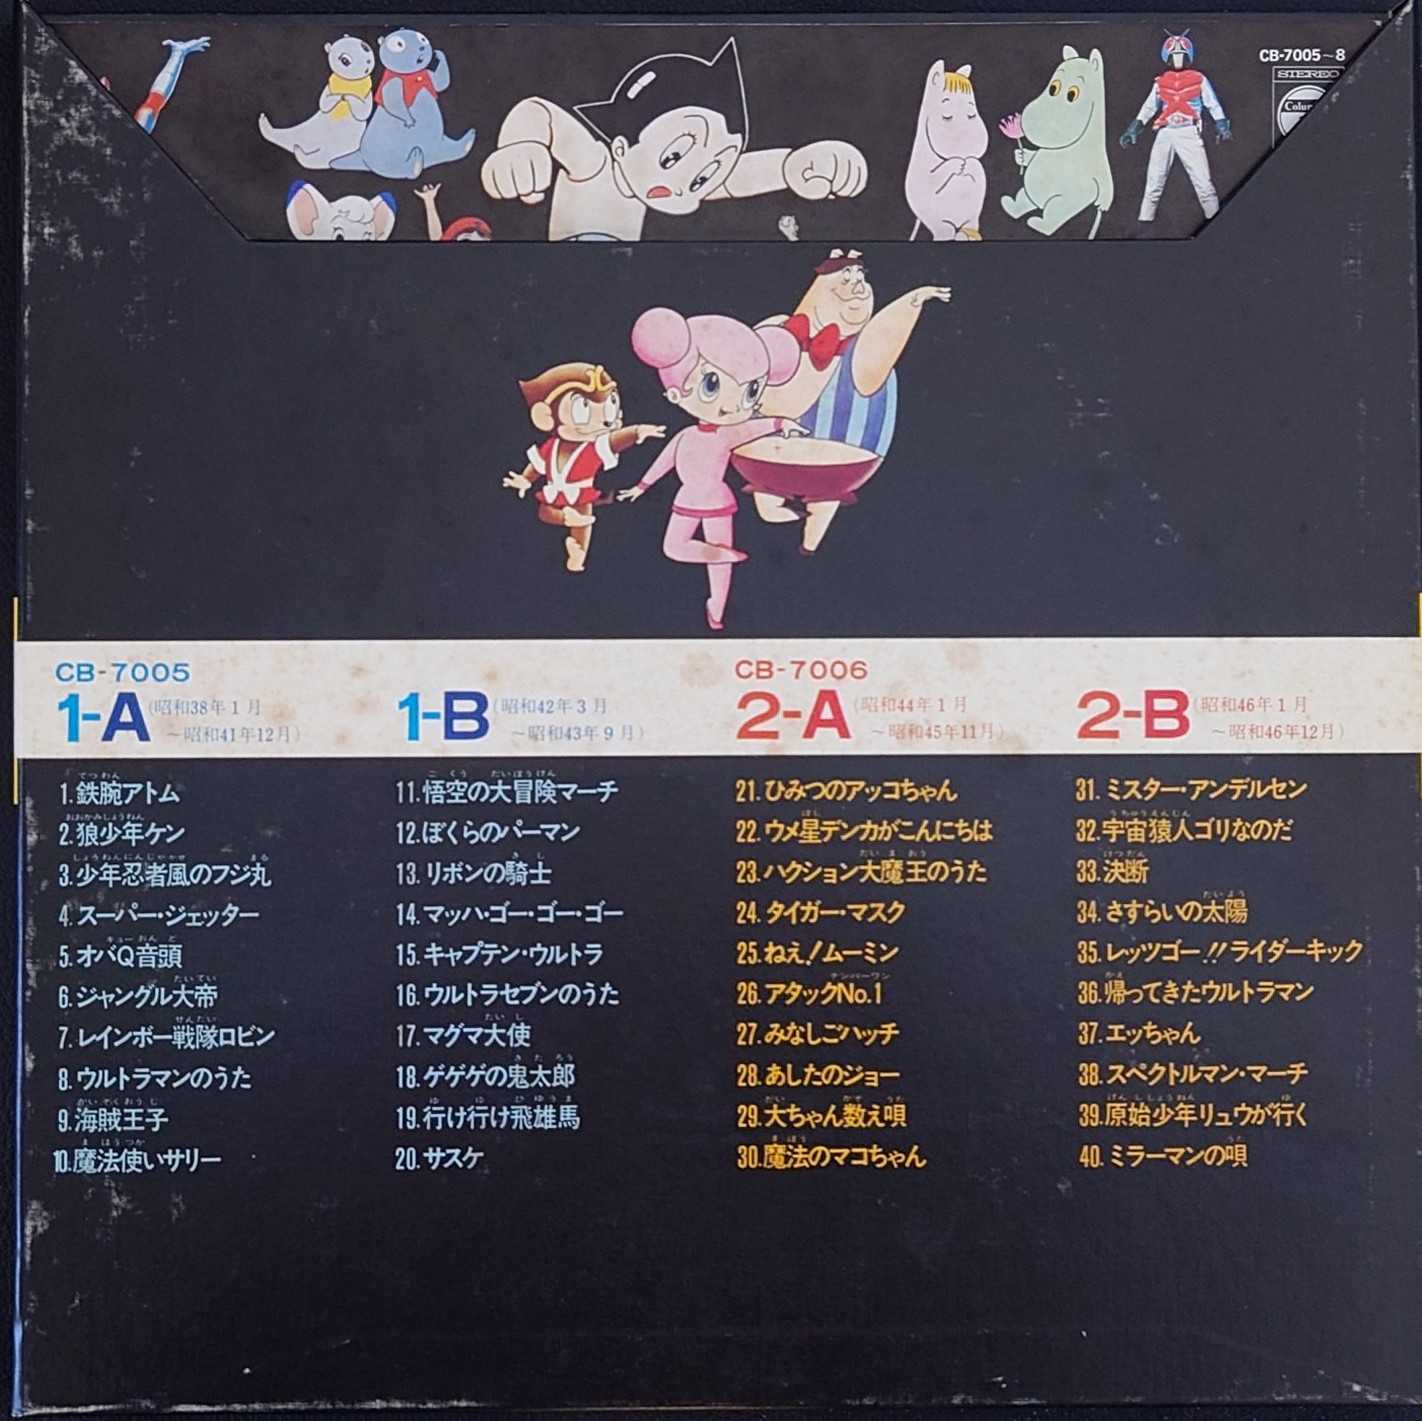 CB-7005~8
STEREO
CB-7005
1-A (昭和38年1月
~昭和41年12月)
1.鉄腕アトム
2.狼少年ケン
3.少年忍者風のフジ丸
4.スーパー・ジェッター
5.オバQ音頭
6.ジャングル大帝
7.レインボー戦隊ロビン
8.ウルトラマンのうた
9.海賊王子
10.魔法使いサリー
1-B (昭和42年3月
~昭和43年9月)
11.悟空の大冒険マーチ
12.ぼくらのパーマン
13.リボンの騎士
14.マッハ・ゴー・ゴー・ゴー
15.キャプテン・ウルトラ
16.ウルトラセブンのうた
17.マグマ大使
18.ゲゲゲの鬼太郎
19.行け行け飛雄馬
20.サスケ
CB-7006
2-A (昭和44年1月
~昭和45年11月)
21.ひみつのアッコちゃん
22.ウメ星デンカがこんにちは
23.ハクション大魔王のうた
24.タイガー・マスク
25.ねえ!ムーミン
26.アタックNo.1
27.みなしごハッチ
28.あしたのジョー
29.大ちゃん数え唄
30.魔法のマコちゃん
2-B (昭和46年1月
~昭和46年12月)
31.ミスター・アンデルセン
32.宇宙猿人ゴリなのだ
33.決断
34.さすらいの太陽
35.レッツゴー!!ライダーキック
36.帰ってきたウルトラマン
37.エッちゃん
38.スペクトルマン・マーチ
39.原始少年リュウが行く
40.ミラーマンの唄